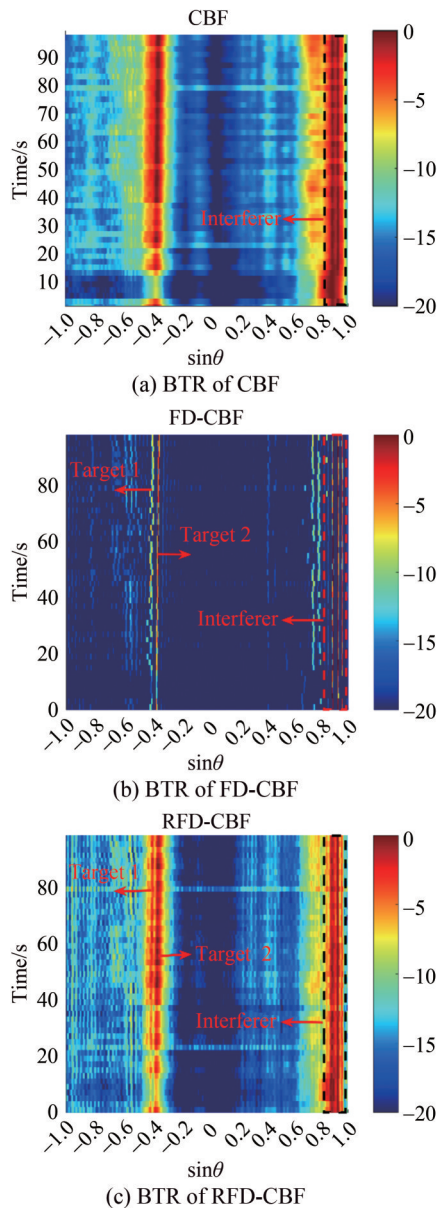 CBF
Time/s
90
80
70
60
50
40
30
20
10
Interferer
–1.0 –0.8 –0.6 –0.4 –0.2 0 0.2 0.4 0.6 0.8 1.0
sinθ
0
–5
–10
–15
–20
(a) BTR of CBF
FD-CBF
Time/s
80
60
40
20
0
Target 1
Target 2
Interferer
–1.0 –0.8 –0.6 –0.4 –0.2 0 0.2 0.4 0.6 0.8 1.0
sinθ
0
–5
–10
–15
–20
(b) BTR of FD-CBF
RFD-CBF
Time/s
80
60
40
20
0
Target 1
Target 2
Interferer
–1.0 –0.8 –0.6 –0.4 –0.2 0 0.2 0.4 0.6 0.8 1.0
sinθ
0
–5
–10
–15
–20
(c) BTR of RFD-CBF